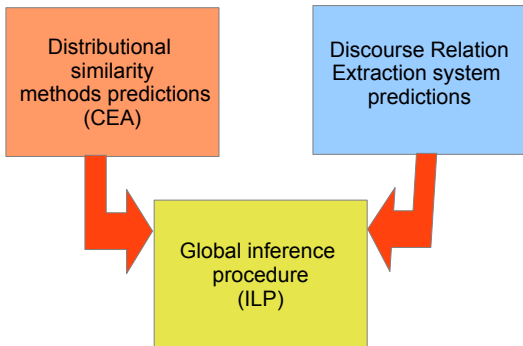 Distributional
similarity
methods predictions
(CEA)
Discourse Relation
Extraction system
predictions
Global inference
procedure
(ILP)